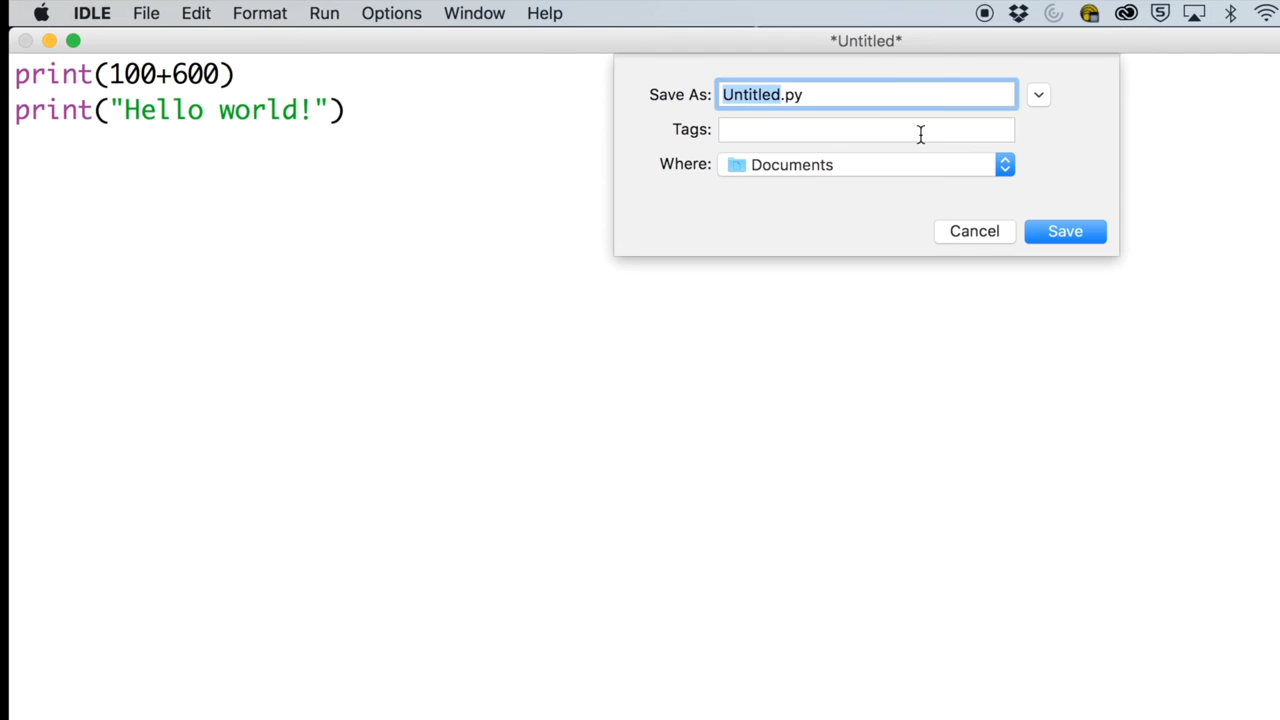 IDLE File Edit Format Run Options Window Help
*Untitled*
print(100+600)
print("Hello world!")
Save As: Untitled.py
Tags:
Where: Documents
Cancel Save